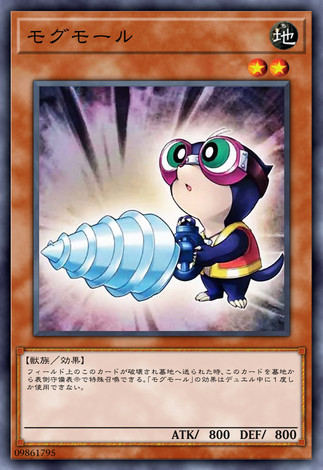 モグモール
地
【獣族／効果】
フィールド上のこのカードが破壊され墓地へ送られた時、このカードを墓地か
ら表側守備表示で特殊召喚できる。「モグモール」の効果はデュエル中に１度し
か使用できない。
ATK/ 800 DEF/ 800
09861795